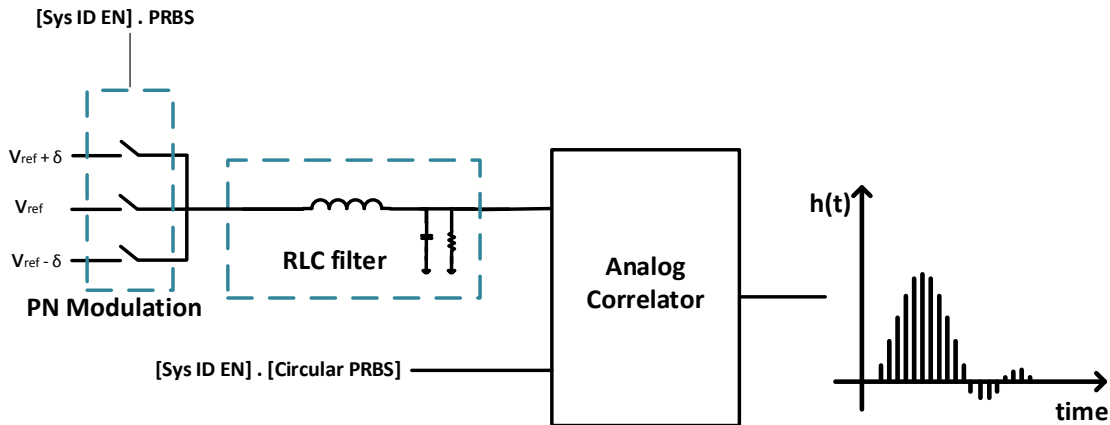 [Sys ID EN] . PRBS
Vref + δ
Vref
Vref - δ
PN Modulation
RLC filter
Analog
Correlator
[Sys ID EN] . [Circular PRBS]
h(t)
time